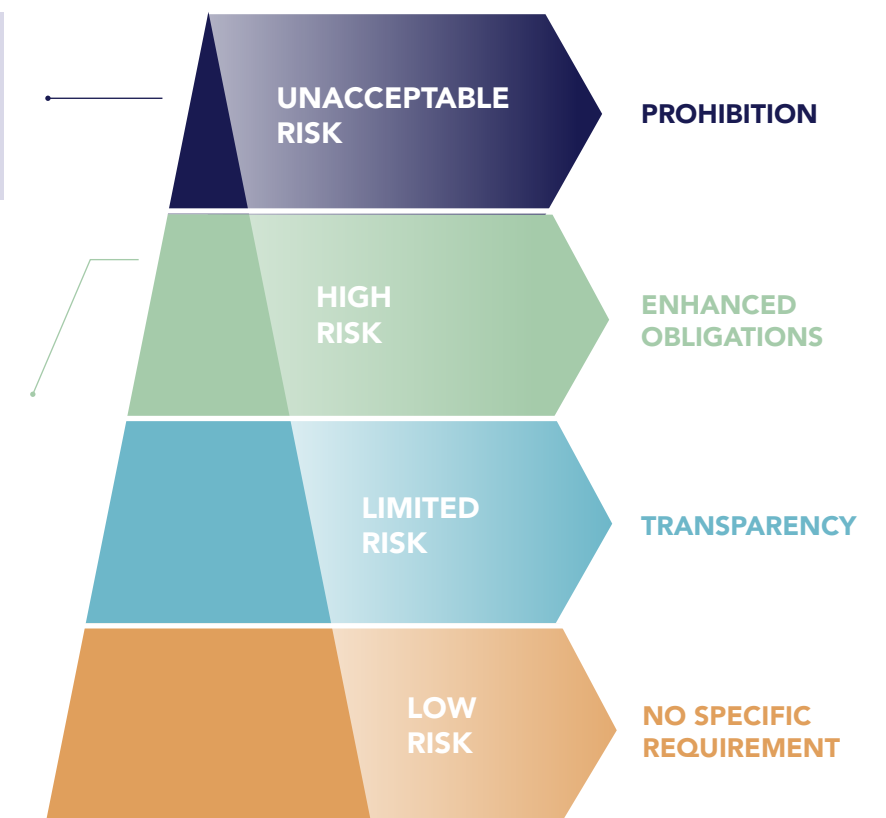 UNACCEPTABLE
RISK
PROHIBITION
HIGH
RISK
ENHANCED
OBLIGATIONS
LIMITED
RISK
TRANSPARENCY
LOW
RISK
NO SPECIFIC
REQUIREMENT